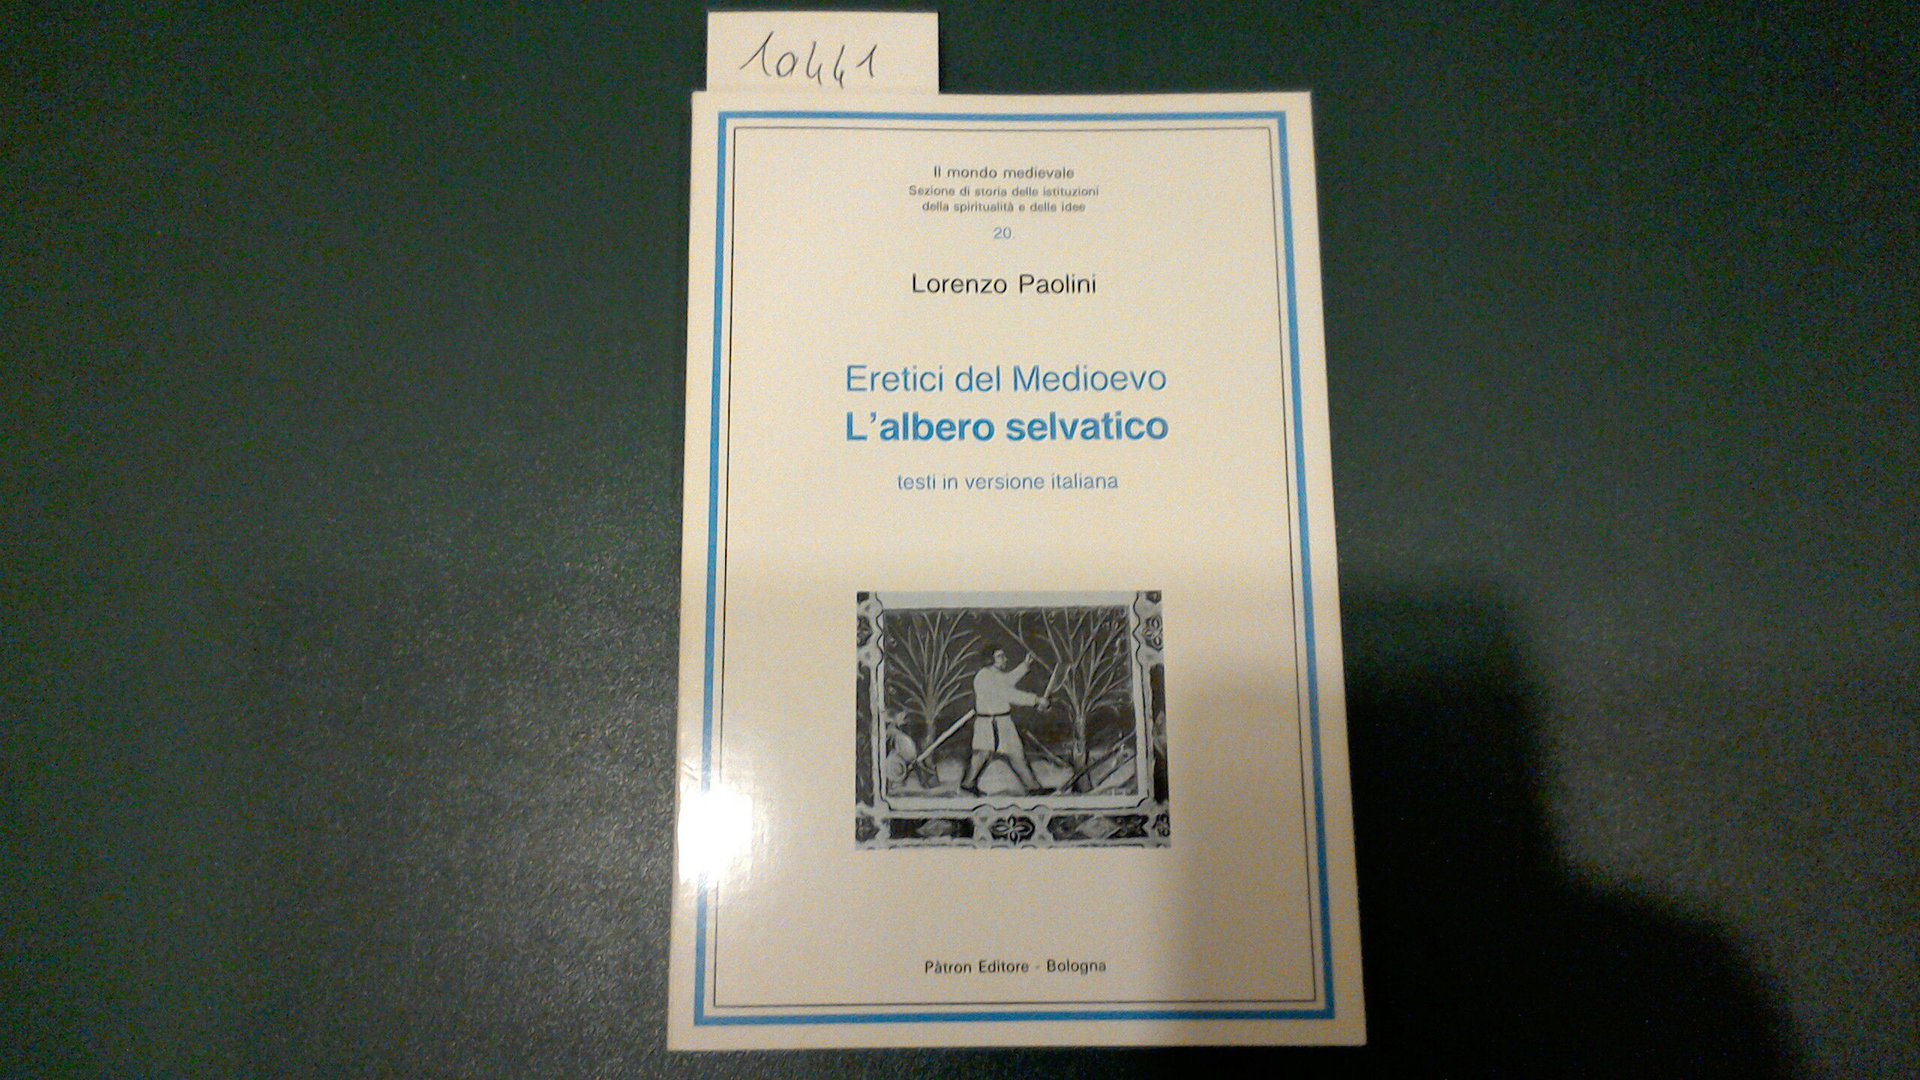 10441
Il mondo medievale
Sezione di storia delle istituzioni
della spiritualità e delle idee
20.
Lorenzo Paolini
Eretici del Medioevo
L'albero selvatico
testi in versione italiana
Pàtron Editore - Bologna